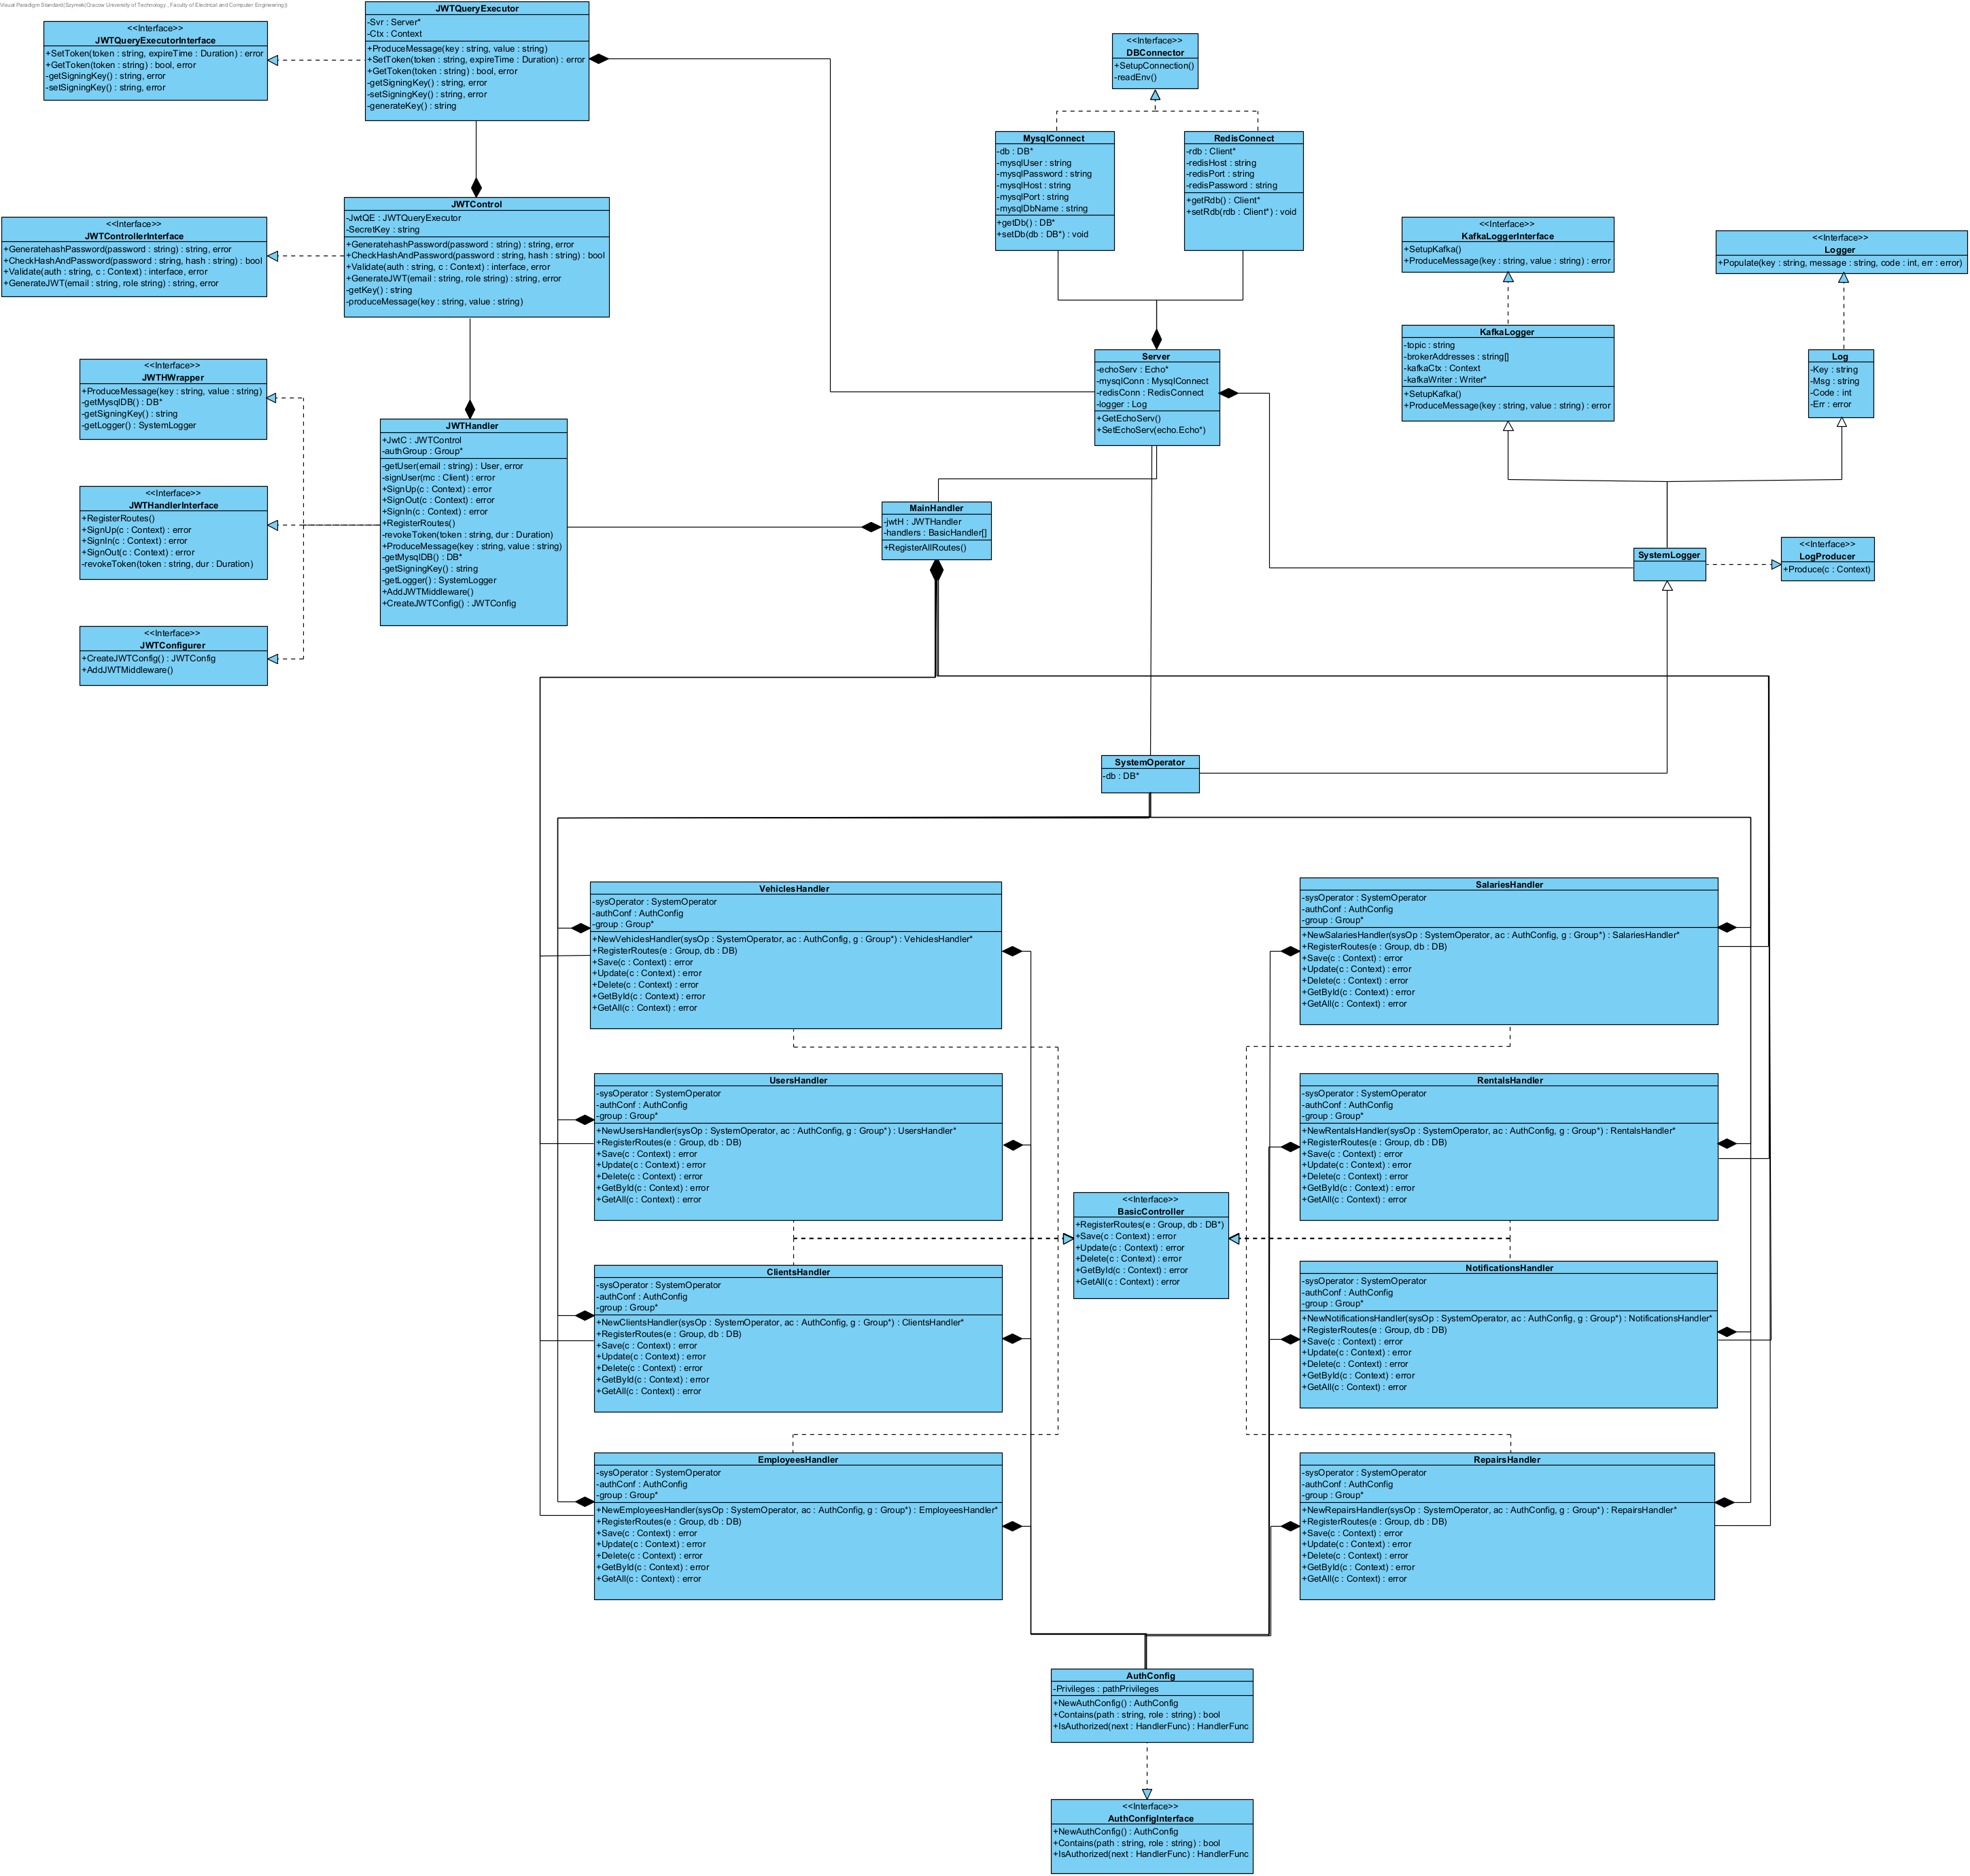 Visual Paradigm Standard(Szymek(Cracow University of Technology , Faculty of Electrical and Computer Engineering))
<<Interface>>
JWTQueryExecutorInterface
+SetToken(token : string, expireTime : Duration) : error
+GetToken(token : string) : bool, error
-getSigningKey() : string, error
-setSigningKey() : string, error
JWTQueryExecutor
-Svr : Server*
-Ctx : Context
+ProduceMessage(key : string, value : string)
+SetToken(token : string, expireTime : Duration) : error
+GetToken(token : string) : bool, error
-getSigningKey() : string, error
-setSigningKey() : string, error
-generateKey() : string
<<Interface>>
DBConnector
+SetupConnection()
-readEnv()
MysqlConnect
-db : DB*
-mysqlUser : string
-mysqlPassword : string
-mysqlHost : string
-mysqlPort : string
-mysqlDbName : string
+getDb() : DB*
+setDb(db : DB*) : void
RedisConnect
-rdb : Client*
-redisHost : string
-redisPort : string
-redisPassword : string
+getRdb() : Client*
+setRdb(rdb : Client*) : void
<<Interface>>
JWTControllerInterface
+GeneratehashPassword(password : string) : string, error
+CheckHashAndPassword(password : string, hash : string) : bool
+Validate(auth : string, c : Context) : interface, error
+GenerateJWT(email : string, role string) : string, error
JWTControl
-JwtQE : JWTQueryExecutor
-SecretKey : string
+GeneratehashPassword(password : string) : string, error
+CheckHashAndPassword(password : string, hash : string) : bool
+Validate(auth : string, c : Context) : interface, error
+GenerateJWT(email : string, role string) : string, error
-getKey() : string
-produceMessage(key : string, value : string)
<<Interface>>
KafkaLoggerInterface
+SetupKafka()
+ProduceMessage(key : string, value : string) : error
<<Interface>>
Logger
+Populate(key : string, message : string, code : int, err : error)
KafkaLogger
-topic : string
-brokerAddresses : string[]
-kafkaCtx : Context
-kafkaWriter : Writer*
+SetupKafka()
+ProduceMessage(key : string, value : string) : error
Log
-Key : string
-Msg : string
-Code : int
-Err : error
Server
-echoServ : Echo*
-mysqlConn : MysqlConnect
-redisConn : RedisConnect
-logger : Log
+GetEchoServ()
+SetEchoServ(echo.Echo*)
<<Interface>>
JWTHWrapper
+ProduceMessage(key : string, value : string)
-getMysqlDB() : DB*
-getSigningKey() : string
-getLogger() : SystemLogger
<<Interface>>
JWTHandlerInterface
+RegisterRoutes()
+SignUp(c : Context) : error
+SignIn(c : Context) : error
+SignOut(c : Context) : error
-revokeToken(token : string, dur : Duration)
<<Interface>>
JWTConfigurer
+CreateJWTConfig() : JWTConfig
+AddJWTMiddleware()
JWTHandler
+JwtC : JWTControl
-authGroup : Group*
-getUser(email : string) : User, error
-signUser(mc : Client) : error
+SignUp(c : Context) : error
+SignOut(c : Context) : error
+SignIn(c : Context) : error
+RegisterRoutes()
-revokeToken(token : string, dur : Duration)
+ProduceMessage(key : string, value : string)
-getMysqlDB() : DB*
-getSigningKey() : string
-getLogger() : SystemLogger
+AddJWTMiddleware()
+CreateJWTConfig() : JWTConfig
MainHandler
-jwtH : JWTHandler
-handlers : BasicHandler[]
+RegisterAllRoutes()
SystemLogger
<<Interface>>
LogProducer
+Produce(c : Context)
SystemOperator
-db : DB*
VehiclesHandler
-sysOperator : SystemOperator
-authConf : AuthConfig
-group : Group*
+NewVehiclesHandler(sysOp : SystemOperator, ac : AuthConfig, g : Group*) : VehiclesHandler*
+RegisterRoutes(e : Group, db : DB)
+Save(c : Context) : error
+Update(c : Context) : error
+Delete(c : Context) : error
+GetById(c : Context) : error
+GetAll(c : Context) : error
SalariesHandler
-sysOperator : SystemOperator
-authConf : AuthConfig
-group : Group*
+NewSalariesHandler(sysOp : SystemOperator, ac : AuthConfig, g : Group*) : SalariesHandler*
+RegisterRoutes(e : Group, db : DB)
+Save(c : Context) : error
+Update(c : Context) : error
+Delete(c : Context) : error
+GetById(c : Context) : error
+GetAll(c : Context) : error
UsersHandler
-sysOperator : SystemOperator
-authConf : AuthConfig
-group : Group*
+NewUsersHandler(sysOp : SystemOperator, ac : AuthConfig, g : Group*) : UsersHandler*
+RegisterRoutes(e : Group, db : DB)
+Save(c : Context) : error
+Update(c : Context) : error
+Delete(c : Context) : error
+GetById(c : Context) : error
+GetAll(c : Context) : error
RentalsHandler
-sysOperator : SystemOperator
-authConf : AuthConfig
-group : Group*
+NewRentalsHandler(sysOp : SystemOperator, ac : AuthConfig, g : Group*) : RentalsHandler*
+RegisterRoutes(e : Group, db : DB)
+Save(c : Context) : error
+Update(c : Context) : error
+Delete(c : Context) : error
+GetById(c : Context) : error
+GetAll(c : Context) : error
<<Interface>>
BasicController
+RegisterRoutes(e : Group, db : DB*)
+Save(c : Context) : error
+Update(c : Context) : error
+Delete(c : Context) : error
+GetById(c : Context) : error
+GetAll(c : Context) : error
ClientsHandler
-sysOperator : SystemOperator
-authConf : AuthConfig
-group : Group*
+NewClientsHandler(sysOp : SystemOperator, ac : AuthConfig, g : Group*) : ClientsHandler*
+RegisterRoutes(e : Group, db : DB)
+Save(c : Context) : error
+Update(c : Context) : error
+Delete(c : Context) : error
+GetById(c : Context) : error
+GetAll(c : Context) : error
NotificationsHandler
-sysOperator : SystemOperator
-authConf : AuthConfig
-group : Group*
+NewNotificationsHandler(sysOp : SystemOperator, ac : AuthConfig, g : Group*) : NotificationsHandler*
+RegisterRoutes(e : Group, db : DB)
+Save(c : Context) : error
+Update(c : Context) : error
+Delete(c : Context) : error
+GetById(c : Context) : error
+GetAll(c : Context) : error
EmployeesHandler
-sysOperator : SystemOperator
-authConf : AuthConfig
-group : Group*
+NewEmployeesHandler(sysOp : SystemOperator, ac : AuthConfig, g : Group*) : EmployeesHandler*
+RegisterRoutes(e : Group, db : DB)
+Save(c : Context) : error
+Update(c : Context) : error
+Delete(c : Context) : error
+GetById(c : Context) : error
+GetAll(c : Context) : error
RepairsHandler
-sysOperator : SystemOperator
-authConf : AuthConfig
-group : Group*
+NewRepairsHandler(sysOp : SystemOperator, ac : AuthConfig, g : Group*) : RepairsHandler*
+RegisterRoutes(e : Group, db : DB)
+Save(c : Context) : error
+Update(c : Context) : error
+Delete(c : Context) : error
+GetById(c : Context) : error
+GetAll(c : Context) : error
AuthConfig
-Privileges : pathPrivileges
+NewAuthConfig() : AuthConfig
+Contains(path : string, role : string) : bool
+IsAuthorized(next : HandlerFunc) : HandlerFunc
<<Interface>>
AuthConfigInterface
+NewAuthConfig() : AuthConfig
+Contains(path : string, role : string) : bool
+IsAuthorized(next : HandlerFunc) : HandlerFunc